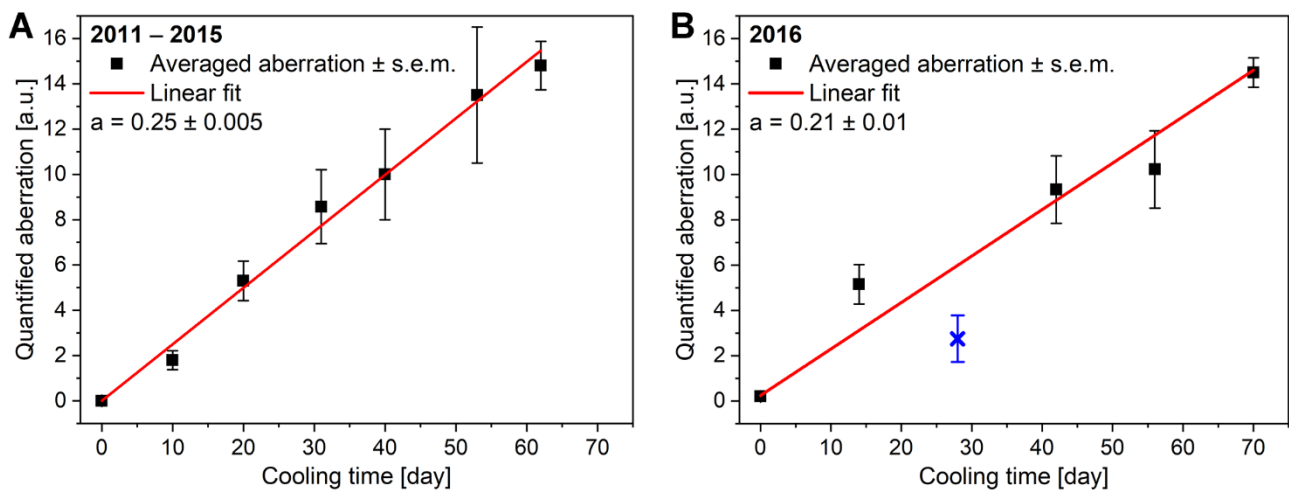 A
2011 – 2015
Averaged aberration ± s.e.m.
Linear fit
a = 0.25 ± 0.005
Quantified aberration [a.u.]
16
14
12
10
8
6
4
2
0
0 10 20 30 40 50 60 70
Cooling time [day]
B
2016
Averaged aberration ± s.e.m.
Linear fit
a = 0.21 ± 0.01
Quantified aberration [a.u.]
16
14
12
10
8
6
4
2
0
0 10 20 30 40 50 60 70
Cooling time [day]